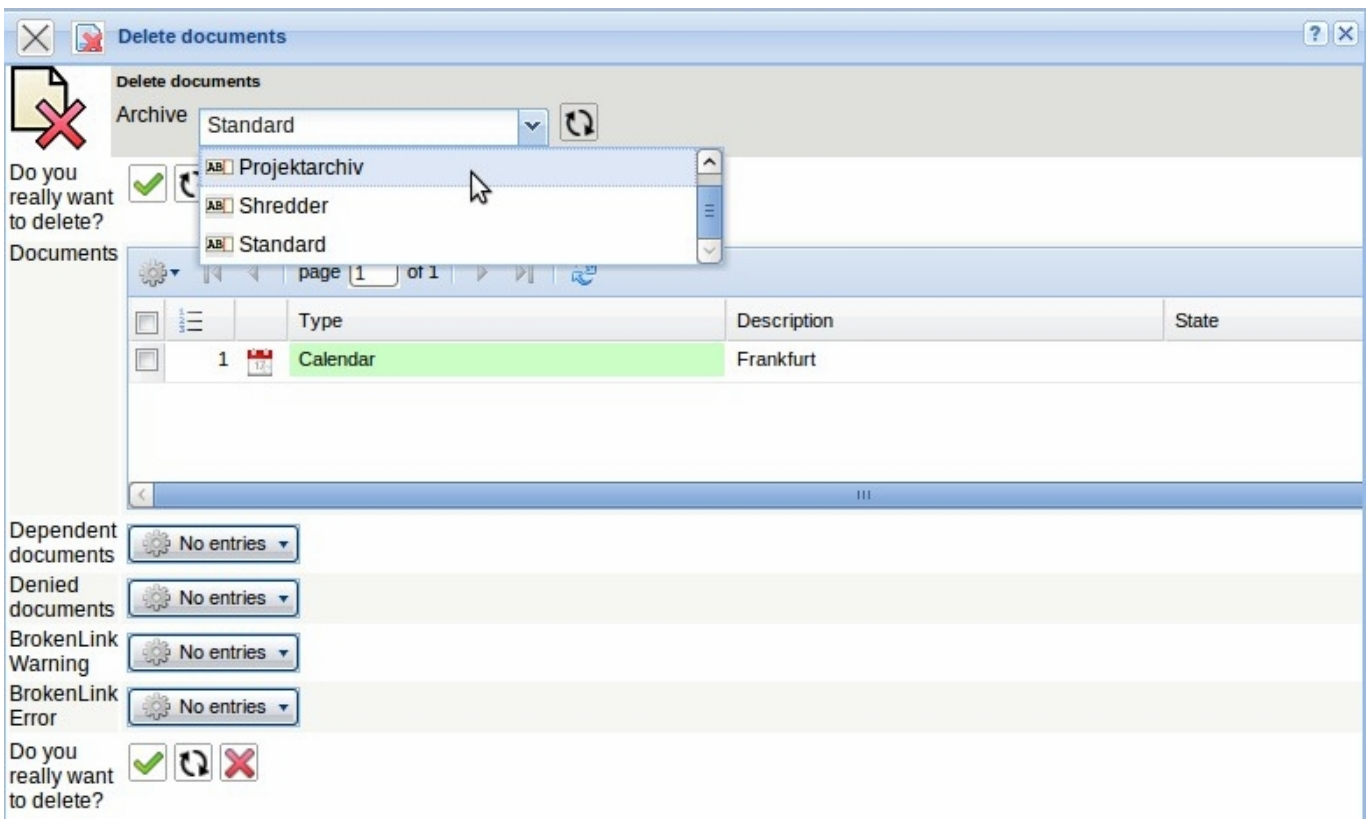 Delete documents
Delete documents
Archive Standard
Projektarchiv
Shredder
Standard
Do you
really want
to delete?
Documents
page 1 of 1
Type Description State
1 Calendar Frankfurt
Dependent
documents
No entries
Denied
documents
No entries
BrokenLink
Warning
No entries
BrokenLink
Error
No entries
Do you
really want
to delete?